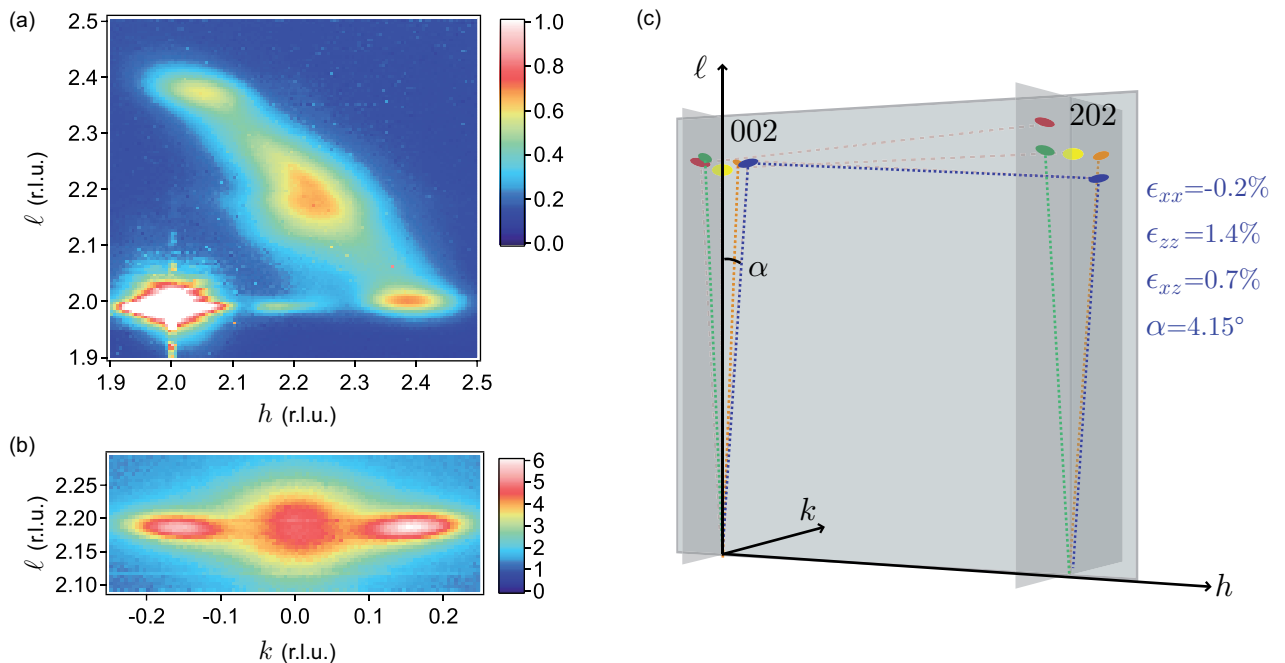 (a)
2.5
2.4
2.3
2.2
2.1
2.0
1.9
ℓ (r.l.u.)
1.9 2.0 2.1 2.2 2.3 2.4 2.5
h (r.l.u.)
1.0
0.8
0.6
0.4
0.2
0.0
(b)
2.25
2.20
2.15
2.10
ℓ (r.l.u.)
-0.2 -0.1 0.0 0.1 0.2
k (r.l.u.)
6
5
4
3
2
1
0
(c)
ℓ
002
202
α
k
h
ϵxx=-0.2%
ϵzz=1.4%
ϵxz=0.7%
α=4.15°